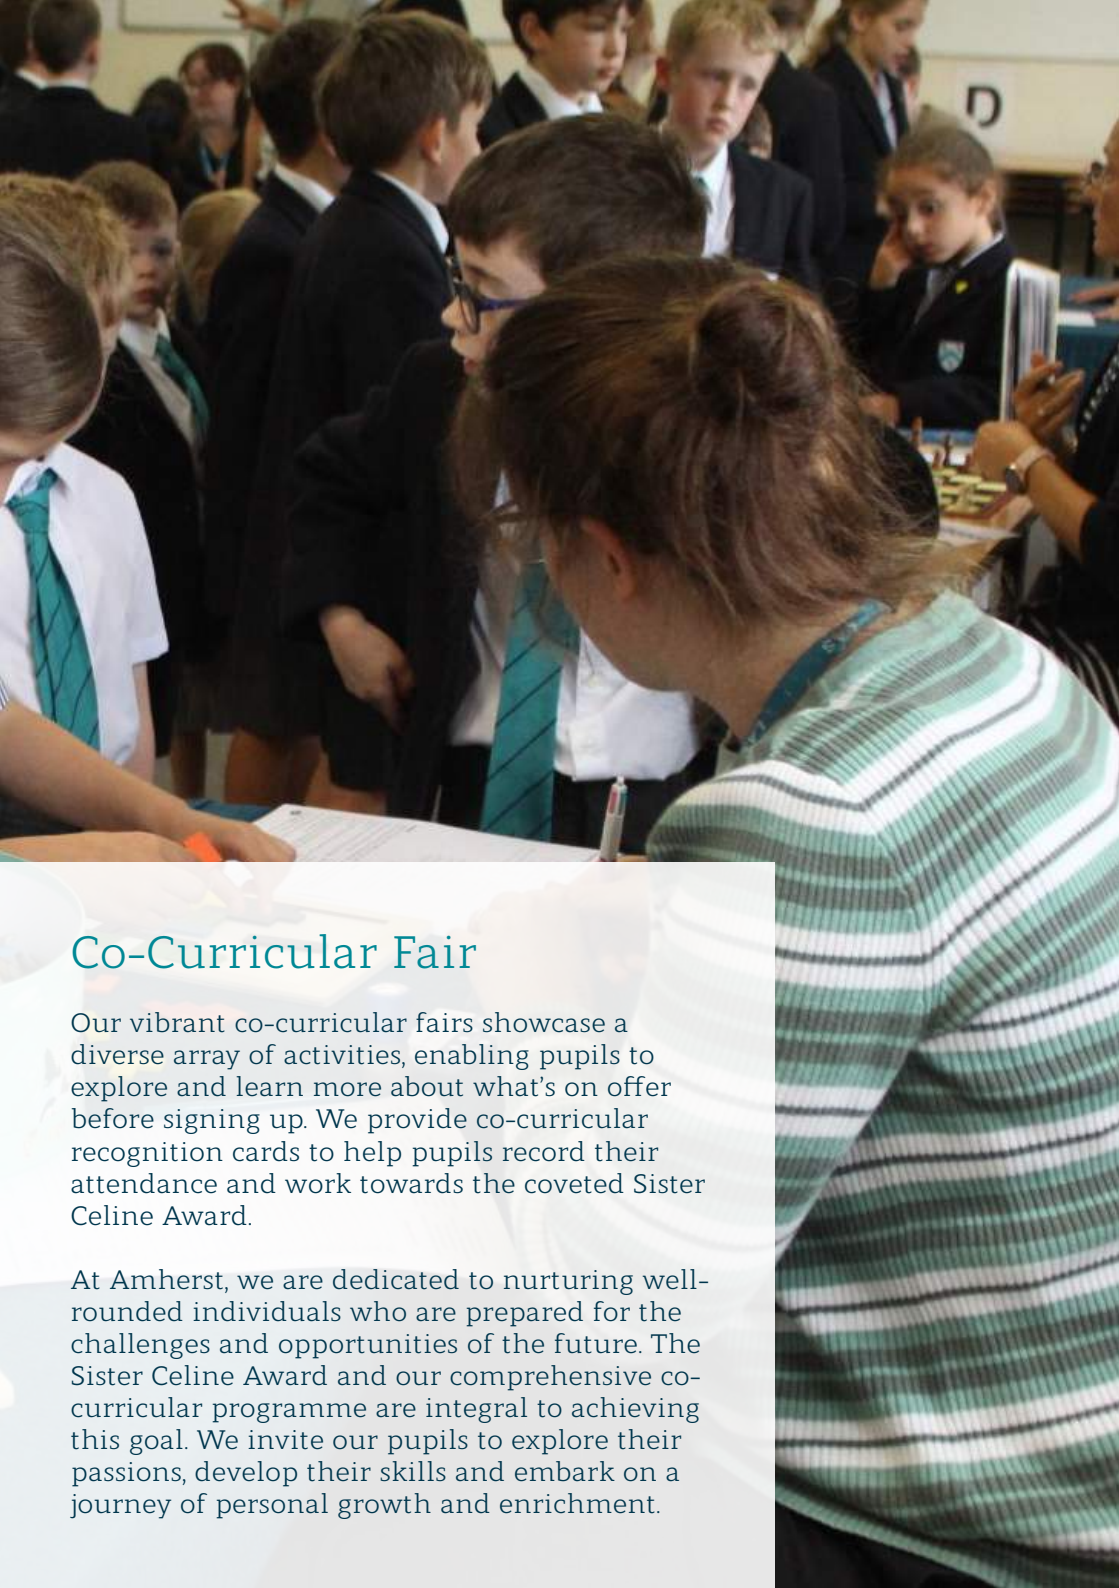 D
Co-Curricular Fair
Our vibrant co-curricular fairs showcase a
diverse array of activities, enabling pupils to
explore and learn more about what’s on offer
before signing up. We provide co-curricular
recognition cards to help pupils record their
attendance and work towards the coveted Sister
Celine Award.
At Amherst, we are dedicated to nurturing well-
rounded individuals who are prepared for the
challenges and opportunities of the future. The
Sister Celine Award and our comprehensive co-
curricular programme are integral to achieving
this goal. We invite our pupils to explore their
passions, develop their skills and embark on a
journey of personal growth and enrichment.